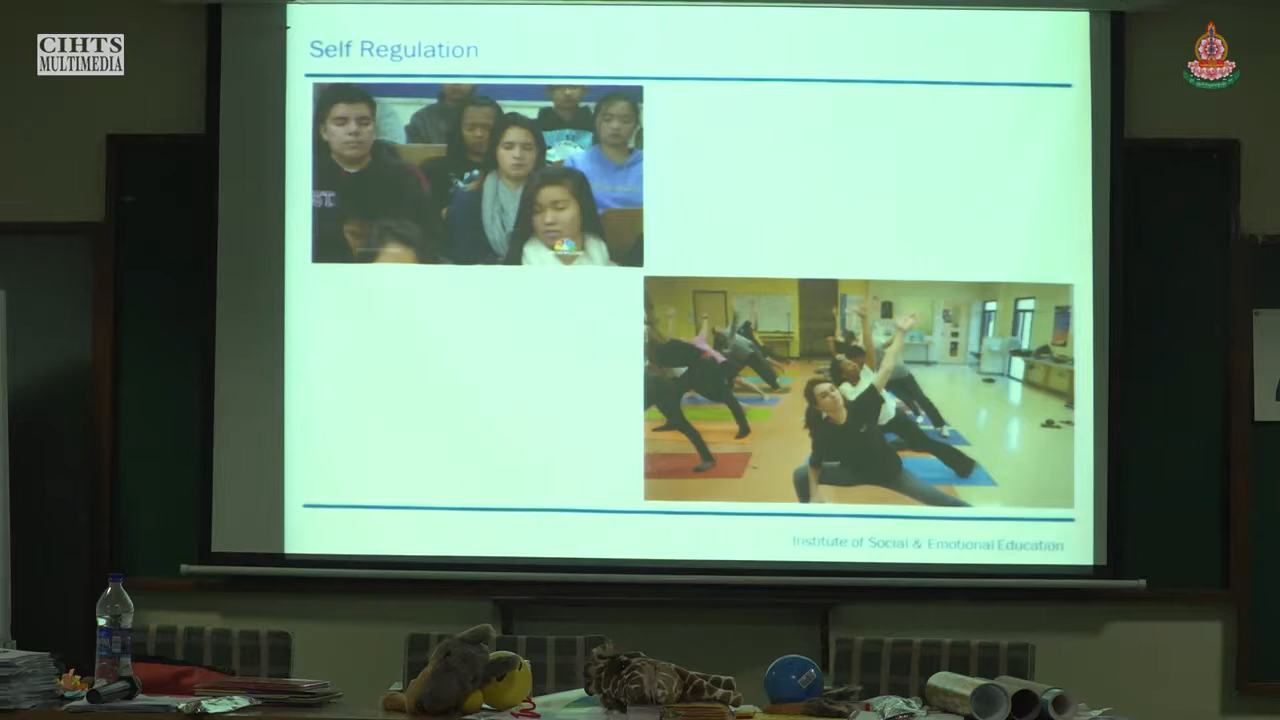 CIHTS
MULTIMEDIA
Self Regulation
Institute of Social & Emotional Education